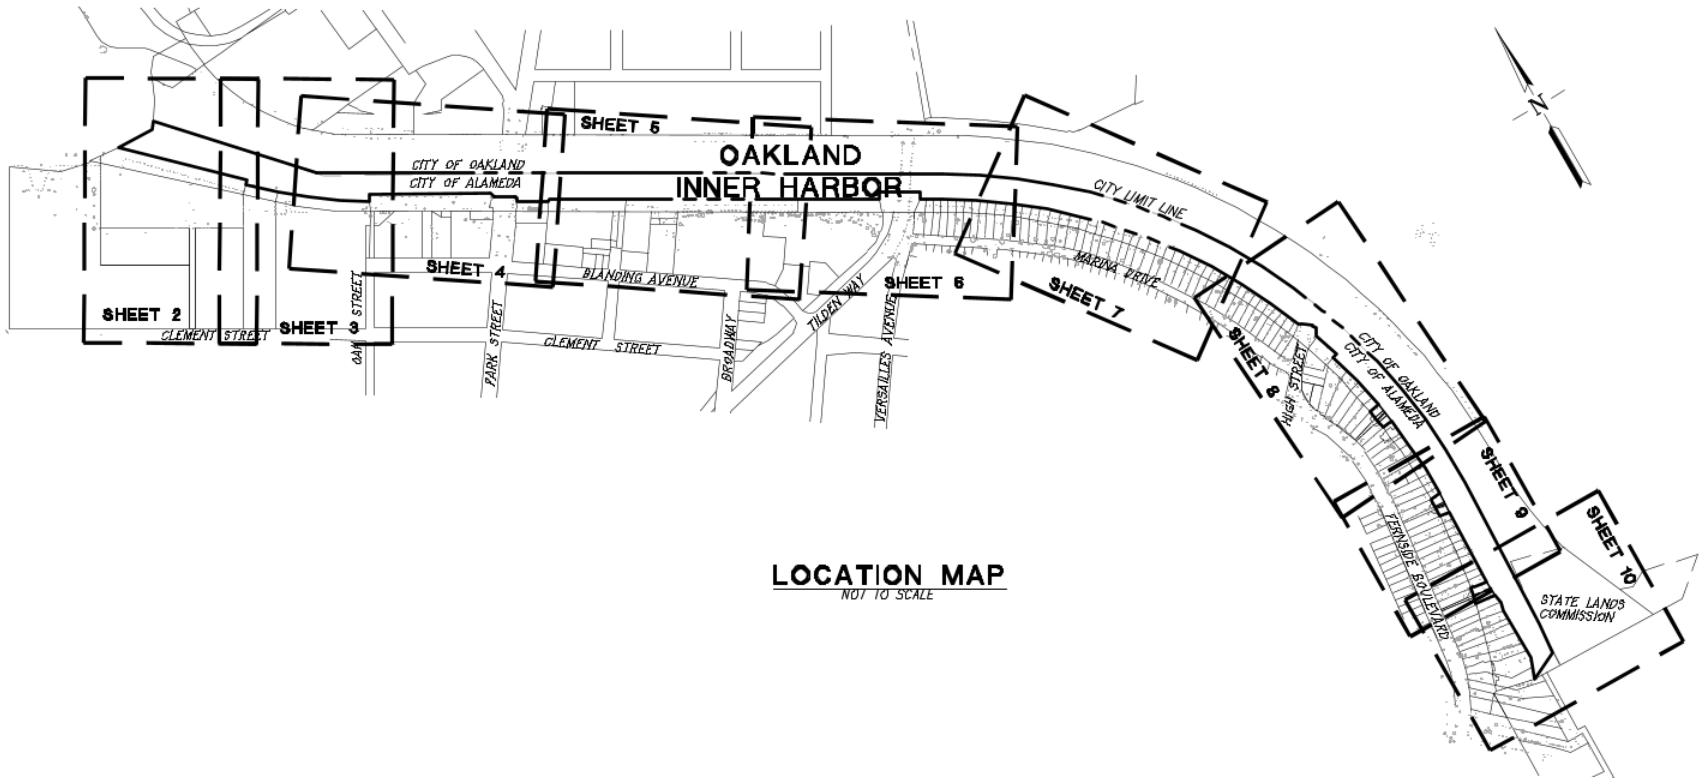 N
SHEET 5
OAKLAND
INNER HARBOR
CITY OF OAKLAND
CITY OF ALAMEDA
CITY LIMIT LINE
SHEET 4
BLANDING AVENUE
MARINA DRIVE
SHEET 6
SHEET 7
SHEET 2
SHEET 3
CLEMENT STREET
OAK STREET
PARK STREET
CLEMENT STREET
BROADWAY
TILDEN WAY
VERSAILLES AVENUE
SHEET 8
HIGH STREET
CITY OF OAKLAND
CITY OF ALAMEDA
SHEET 9
SHEET 10
FERNSIDE BOULEVARD
STATE LANDS
COMMISSION
LOCATION MAP
NOT TO SCALE